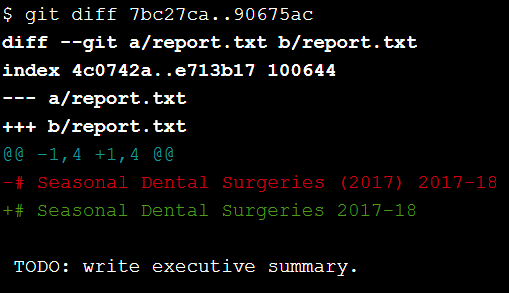 $ git diff 7bc27ca..90675ac
diff --git a/report.txt b/report.txt
index 4c0742a..e713b17 100644
--- a/report.txt
+++ b/report.txt
@@ -1,4 +1,4 @@
-# Seasonal Dental Surgeries (2017) 2017-18
+# Seasonal Dental Surgeries 2017-18
TODO: write executive summary.